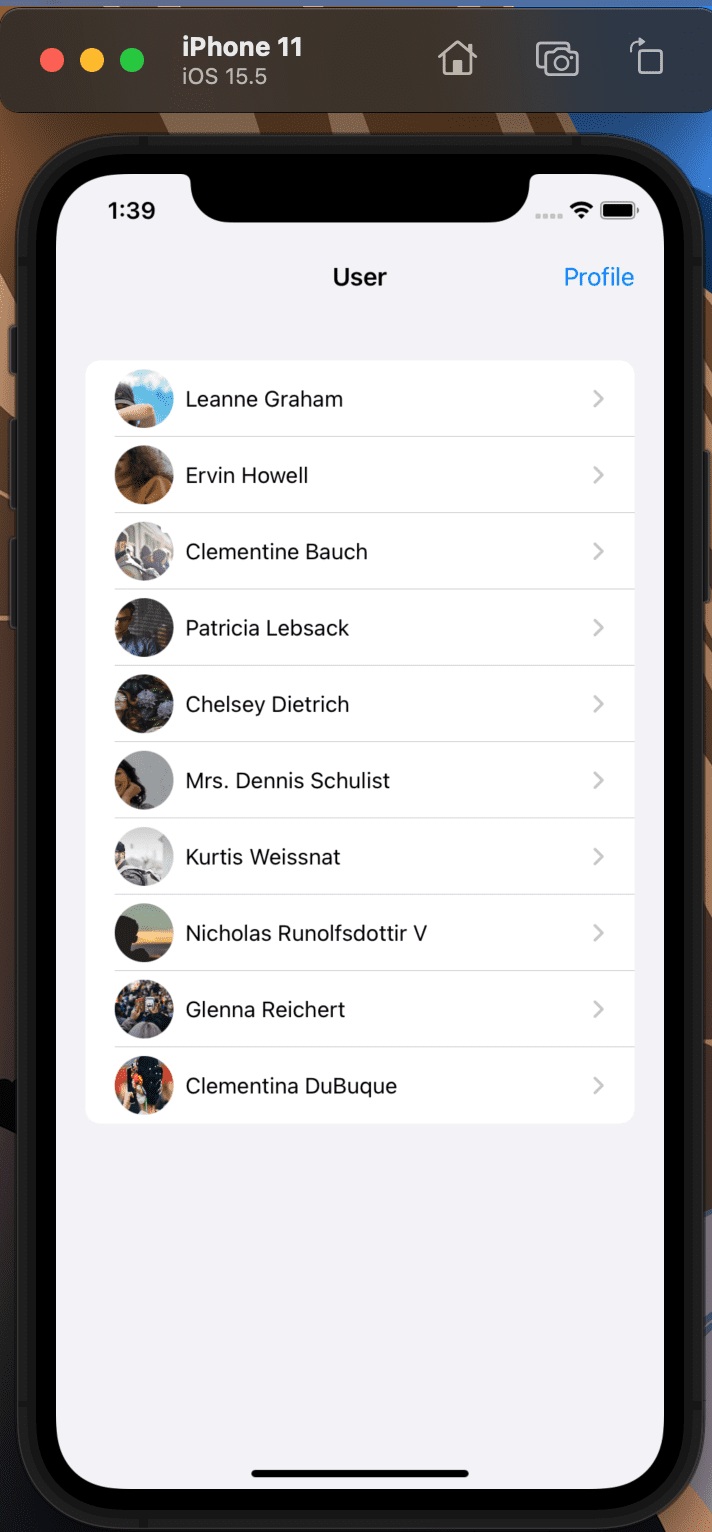 iPhone 11
iOS 15.5
1:39
User
Profile
Leanne Graham
Ervin Howell
Clementine Bauch
Patricia Lebsack
Chelsey Dietrich
Mrs. Dennis Schulist
Kurtis Weissnat
Nicholas Runolfsdottir V
Glenna Reichert
Clementina DuBuque